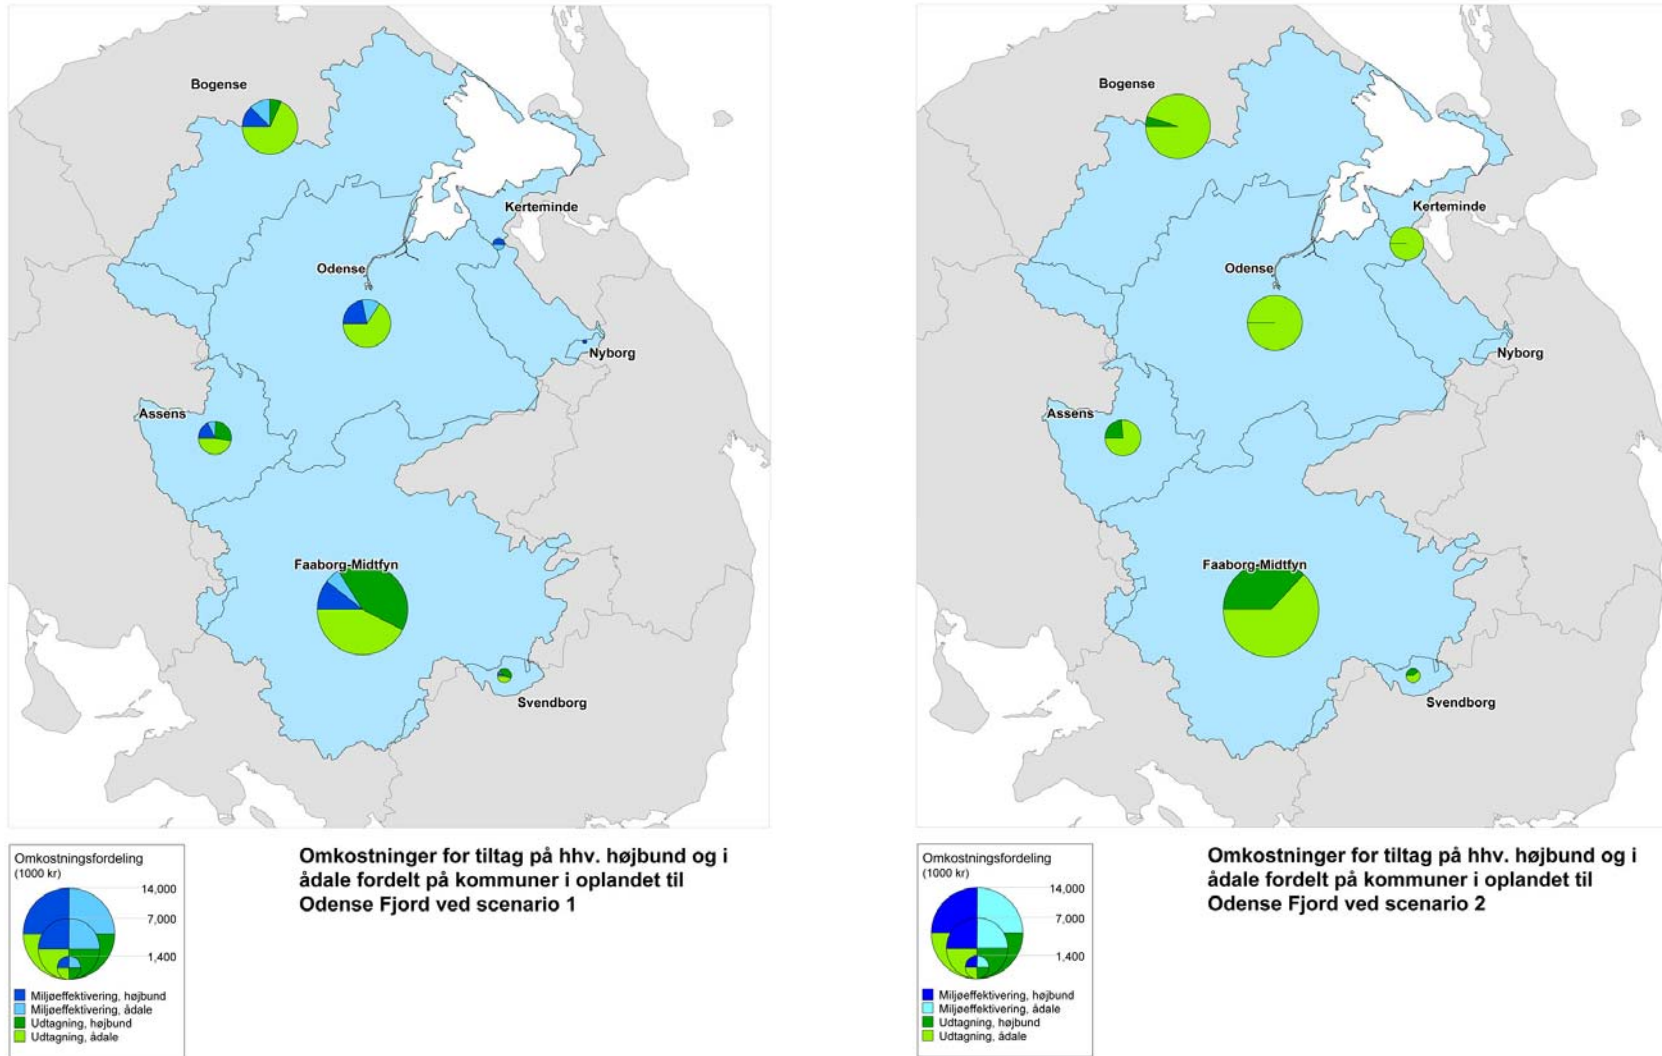 Bogense
Kerteminde
Odense
Nyborg
Assens
Faaborg-Midtfyn
Svendborg
Omkostningsfordeling
(1000 kr)
14,000
7,000
1,400
Miljøeffektivering, højbund
Miljøeffektivering, ådale
Udtagning, højbund
Udtagning, ådale
Omkostninger for tiltag på hhv. højbund og i
ådale fordelt på kommuner i oplandet til
Odense Fjord ved scenario 1
Bogense
Kerteminde
Odense
Nyborg
Assens
Faaborg-Midtfyn
Svendborg
Omkostningsfordeling
(1000 kr)
14,000
7,000
1,400
Miljøeffektivering, højbund
Miljøeffektivering, ådale
Udtagning, højbund
Udtagning, ådale
Omkostninger for tiltag på hhv. højbund og i
ådale fordelt på kommuner i oplandet til
Odense Fjord ved scenario 2